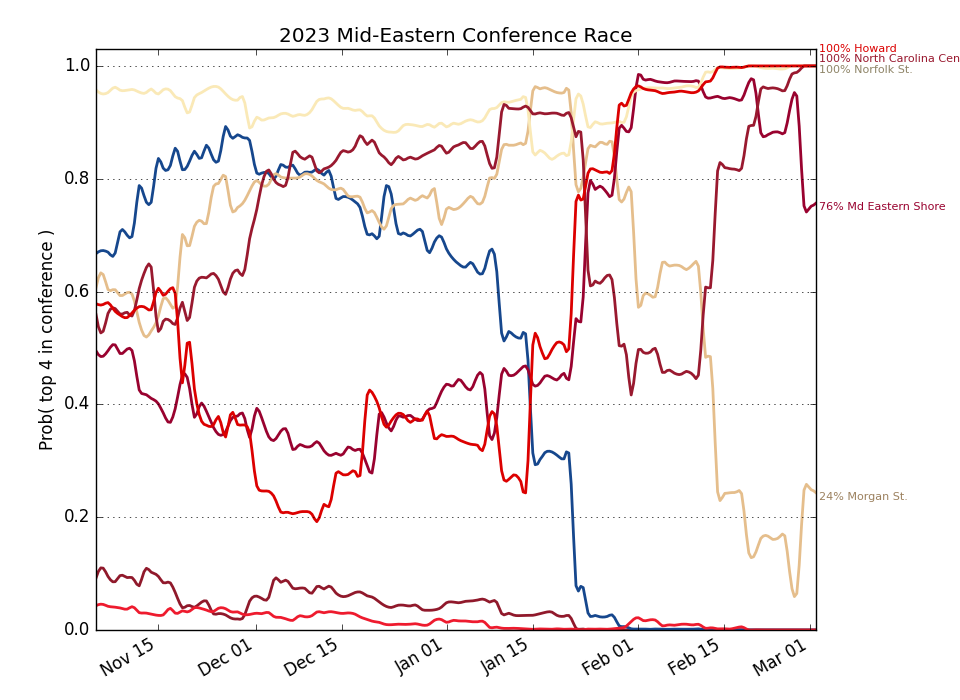 2023 Mid-Eastern Conference Race
100% Howard
100% North Carolina Cen
100% Norfolk St.
76% Md Eastern Shore
24% Morgan St.
Prob( top 4 in conference )
1.0
0.8
0.6
0.4
0.2
0.0
Nov 15
Dec 01
Dec 15
Jan 01
Jan 15
Feb 01
Feb 15
Mar 01